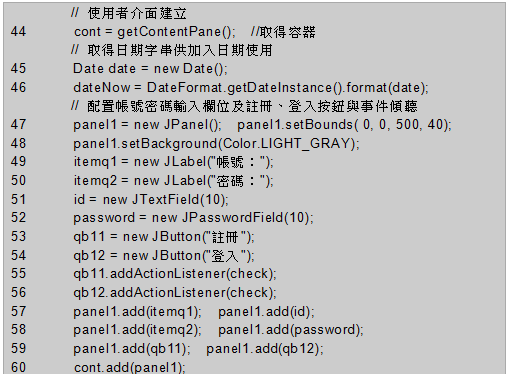 // 使用者介面建立
44 cont = getContentPane(); //取得容器
// 取得日期字串供加入日期使用
45 Date date = new Date();
46 dateNow = DateFormat.getDateInstance().format(date);
// 配置帳號密碼輸入欄位及註冊、登入按鈕與事件傾聽
47 panel1 = new JPanel(); panel1.setBounds( 0, 0, 500, 40);
48 panel1.setBackground(Color.LIGHT_GRAY);
49 itemq1 = new JLabel("帳號：");
50 itemq2 = new JLabel("密碼：");
51 id = new JTextField(10);
52 password = new JPasswordField(10);
53 qb11 = new JButton("註冊");
54 qb12 = new JButton("登入");
55 qb11.addActionListener(check);
56 qb12.addActionListener(check);
57 panel1.add(itemq1); panel1.add(id);
58 panel1.add(itemq2); panel1.add(password);
59 panel1.add(qb11); panel1.add(qb12);
60 cont.add(panel1);